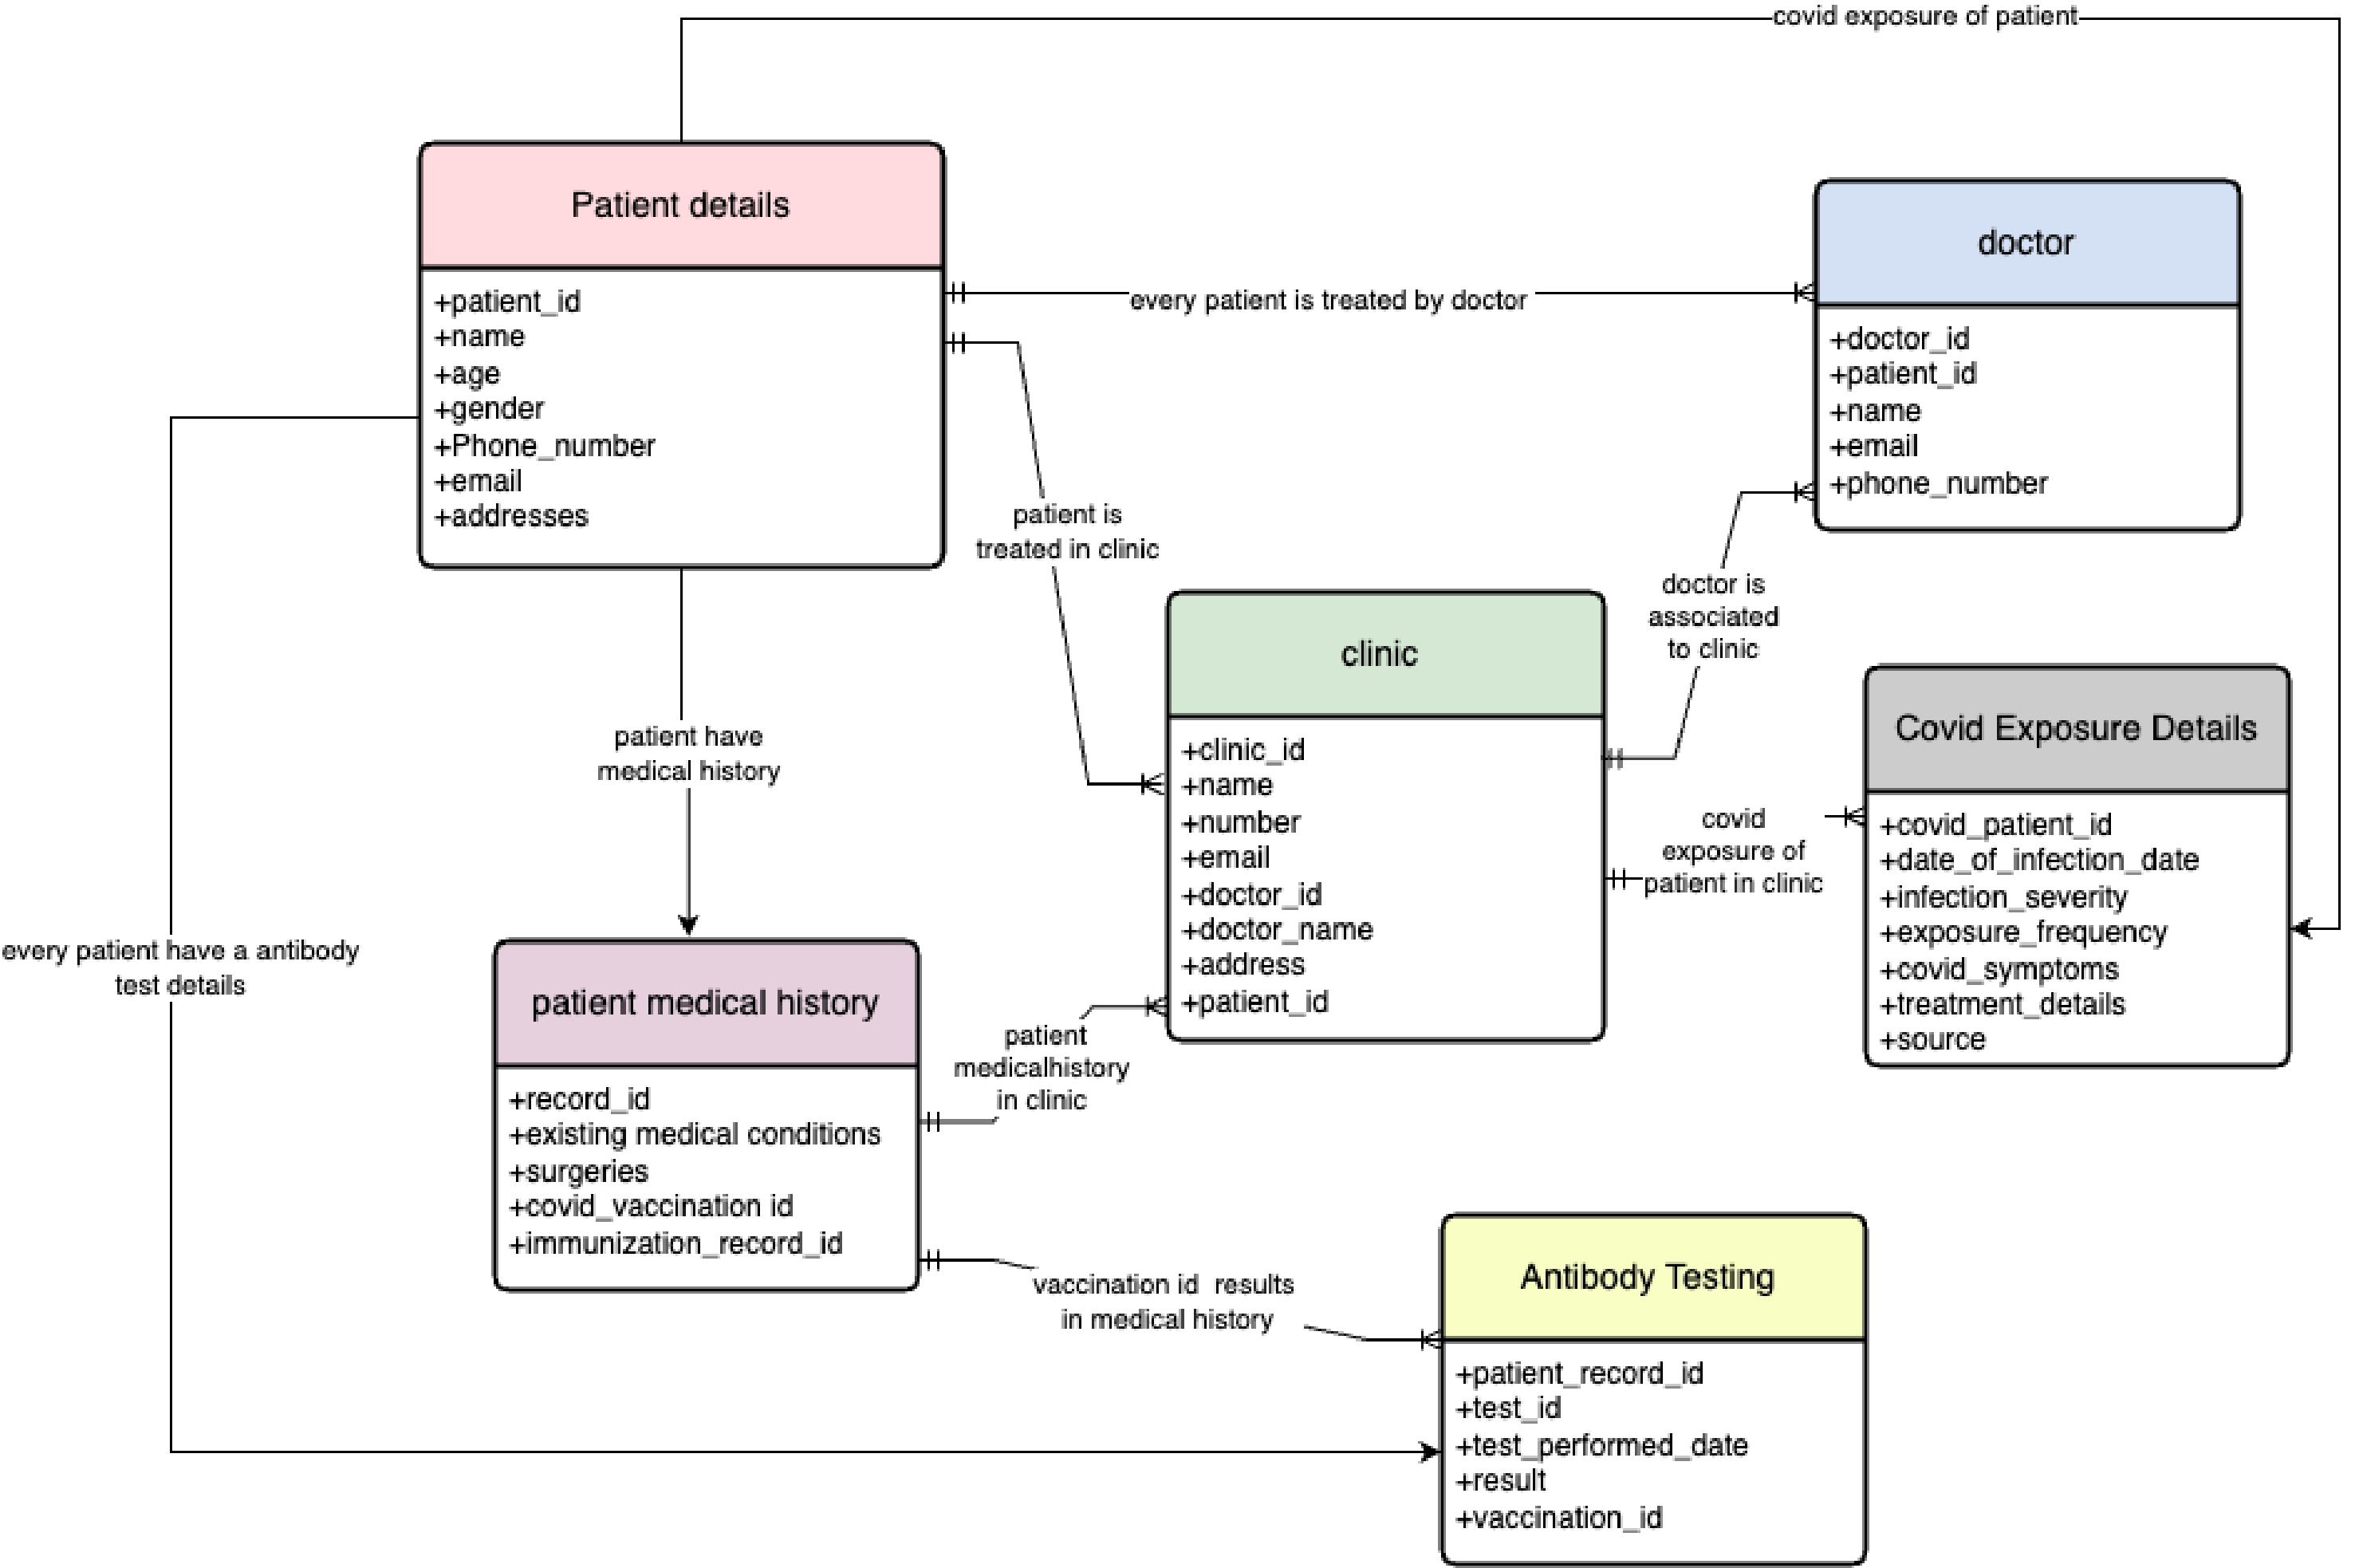 covid exposure of patient
Patient details
+patient_id
+name
+age
+gender
+Phone_number
+email
+addresses
every patient is treated by doctor
doctor
+doctor_id
+patient_id
+name
+email
+phone_number
patient is
treated in clinic
doctor is
associated
to clinic
clinic
+clinic_id
+name
+number
+email
+doctor_id
+doctor_name
+address
+patient_id
covid
exposure of
patient in clinic
Covid Exposure Details
+covid_patient_id
+date_of_infection_date
+infection_severity
+exposure_frequency
+covid_symptoms
+treatment_details
+source
patient have
medical history
every patient have a antibody
test details
patient medical history
+record_id
+existing medical conditions
+surgeries
+covid_vaccination id
+immunization_record_id
patient
medicalhistory
in clinic
vaccination id  results
in medical history
Antibody Testing
+patient_record_id
+test_id
+test_performed_date
+result
+vaccination_id